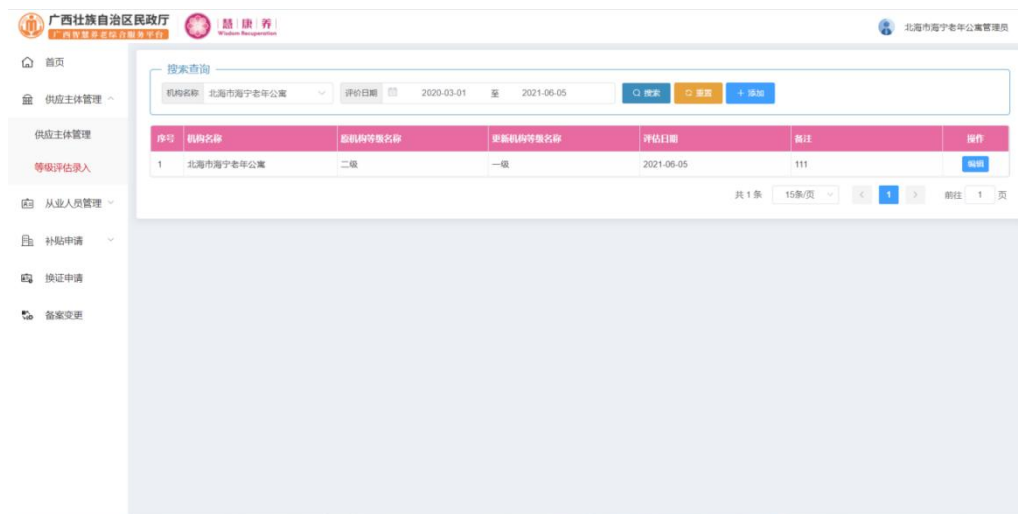 广西壮族自治区民政厅
广西智慧养老综合服务平台
慧康养
Wisdom Recuperation
北海市海宁老年公寓管理员
首页
供应主体管理
供应主体管理
等级评估录入
从业人员管理
补贴申请
换证申请
备案变更
搜索查询
机构名称 北海市海宁老年公寓 评价日期 2020-03-01 至 2021-06-05 搜索 重置 + 添加
序号 机构名称 原机构等级名称 更新机构等级名称 评估日期 备注 操作
1 北海市海宁老年公寓 二级 一级 2021-06-05 111 编辑
共 1 条 15条/页 < 1 > 前往 1 页